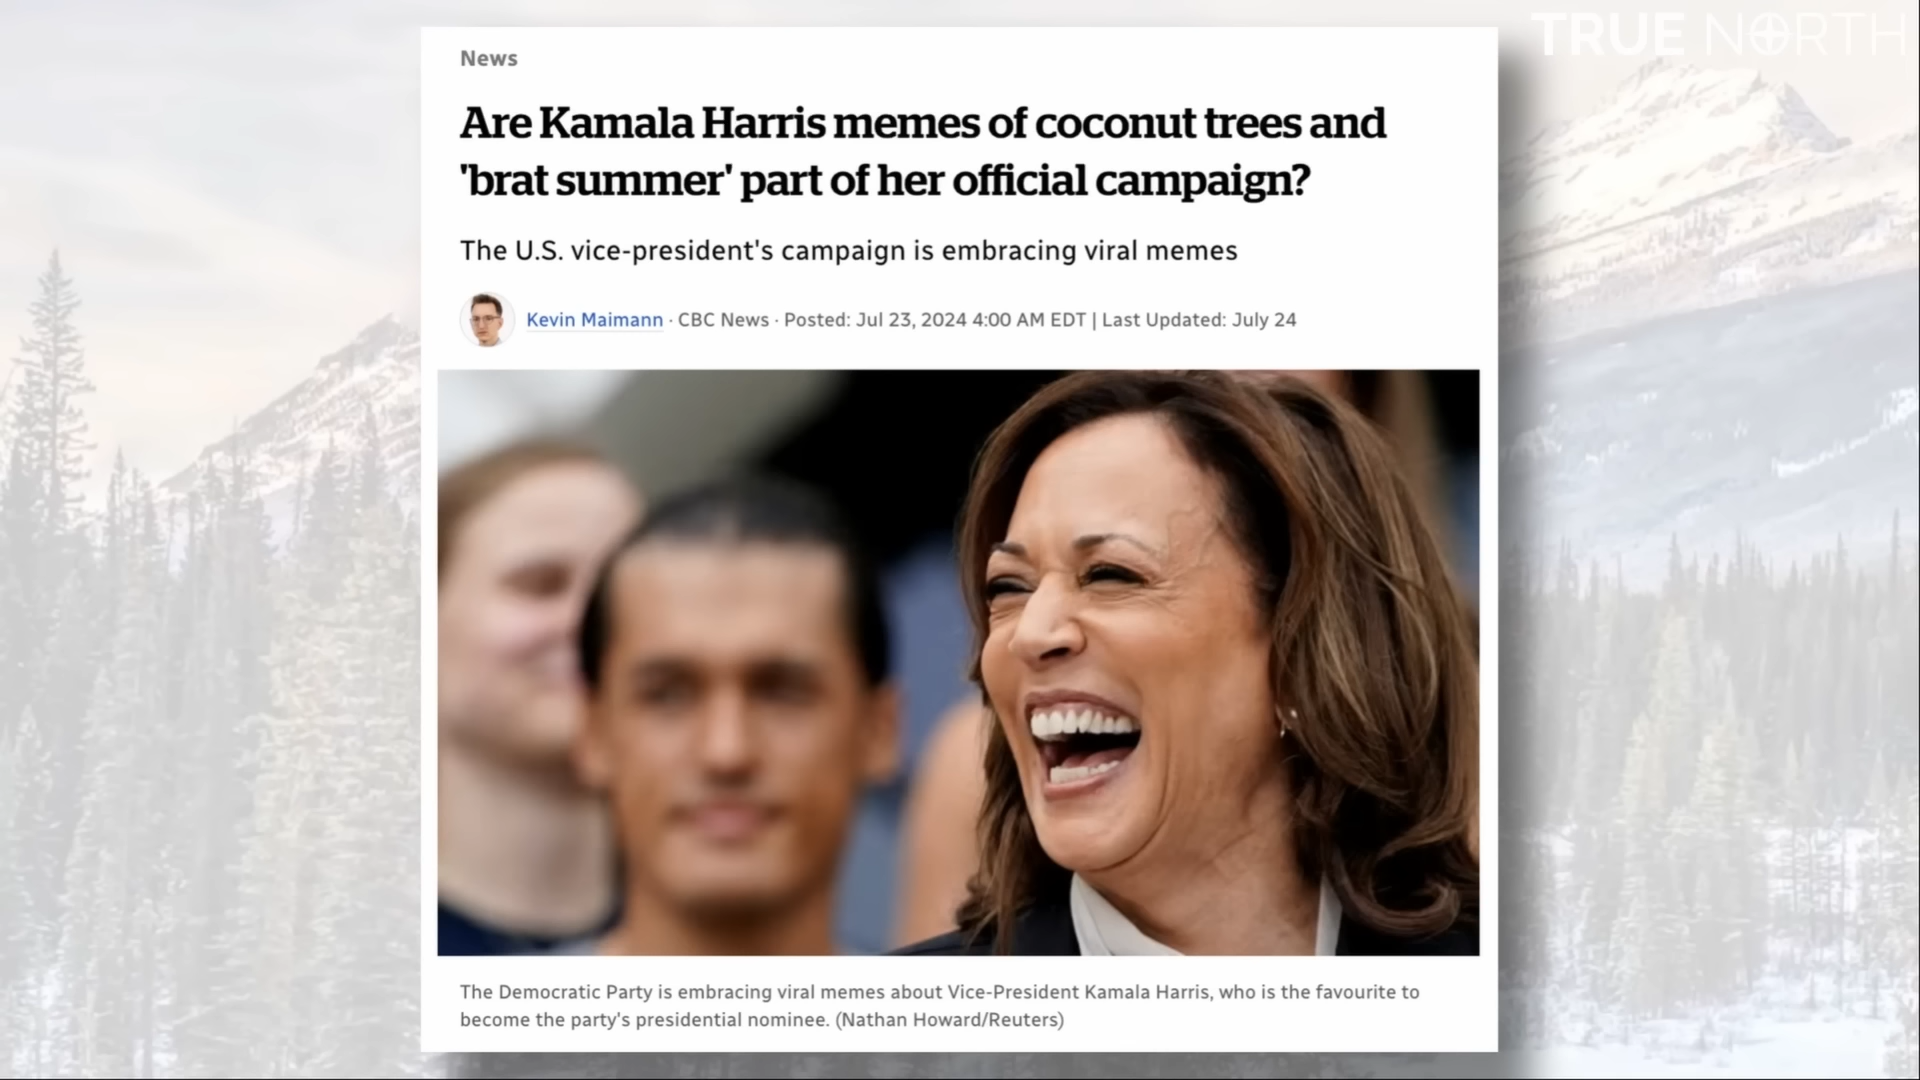 TRUE NORTH
News
Are Kamala Harris memes of coconut trees and
'brat summer' part of her official campaign?
The U.S. vice-president's campaign is embracing viral memes
Kevin Maimann · CBC News · Posted: Jul 23, 2024 4:00 AM EDT | Last Updated: July 24
The Democratic Party is embracing viral memes about Vice-President Kamala Harris, who is the favourite to
become the party's presidential nominee. (Nathan Howard/Reuters)